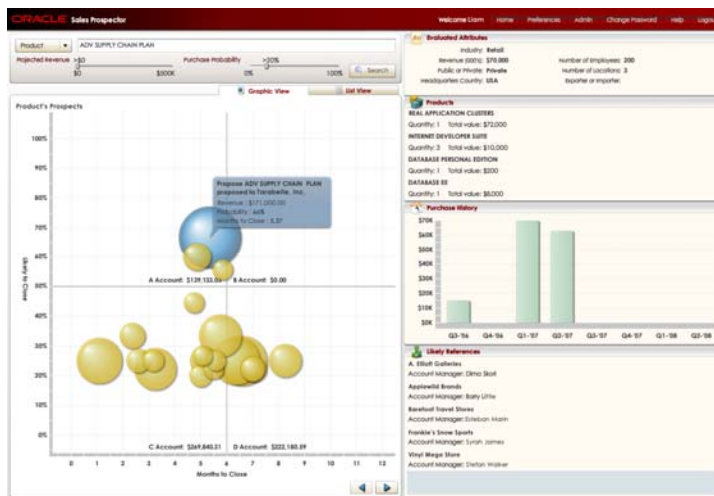 ORACLE Sales Prospector
Welcome Liam Home Preferences Admin Change Password Help Logou
Product ADV SUPPLY CHAIN PLAN
Projected Revenue >$0 Purchase Probability >20%
$0 $500K 0% 100% Search
Graphic View List View
Product's Prospects
100%
90%
80%
70%
60%
50%
40%
30%
20%
10%
0%
Likely to Close
Propose ADV SUPPLY CHAIN PLAN
proposed to Tarabelle, Inc.
Revenue : $171,000.00
Probability : 66%
Months to Close : 5.37
A Account: $139,133.05 B Account: $0.00
C Account: $269,840.31 D Account: $222,180.59
0 1 2 3 4 5 6 7 8 9 10 11 12
Months to Close
Evaluated Attributes
Industry: Retail
Revenue (000's): $70,000 Number of Employees: 200
Public or Private: Private Number of Locations: 3
Headquarters Country: USA Exporter or Importer:
Products
REAL APPLICATION CLUSTERS
Quantity: 1 Total value: $72,000
INTERNET DEVELOPER SUITE
Quantity: 3 Total value: $10,000
DATABASE PERSONAL EDITION
Quantity: 1 Total value: $200
DATABASE EE
Quantity: 1 Total value: $8,000
Purchase History
$70K
$60K
$50K
$40K
$30K
$20K
$10K
$0K
Q3-'06 Q4-'06 Q1-'07 Q2-'07 Q3-'07 Q4-'07 Q1-'08 Q2-'08
Likely References
A. Elliott Galleries
Account Manager: Dima Skorl
Applewild Brands
Account Manager: Barty Little
Barefoot Travel Stores
Account Manager: Esteban Marin
Frankie's Snow Sports
Account Manager: Syrah James
Vinyl Mega Store
Account Manager: Stefan Walker